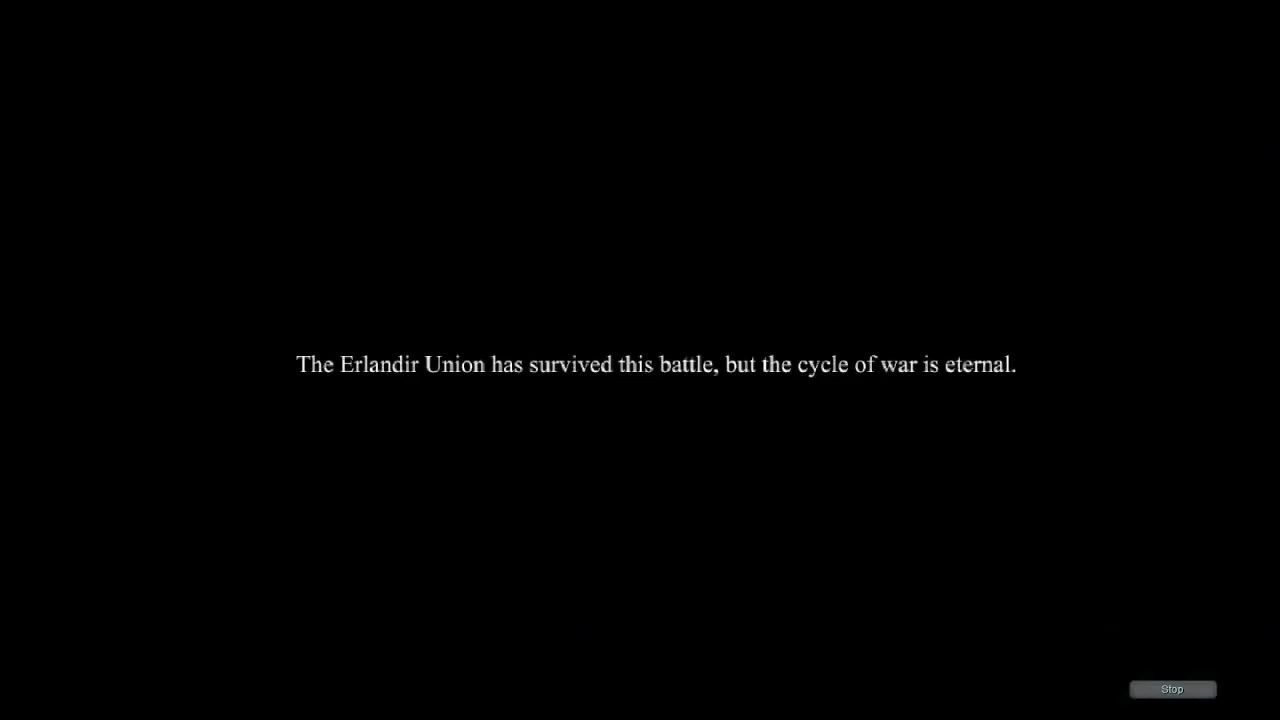 The Erlandir Union has survived this battle, but the cycle of war is eternal.
Stop